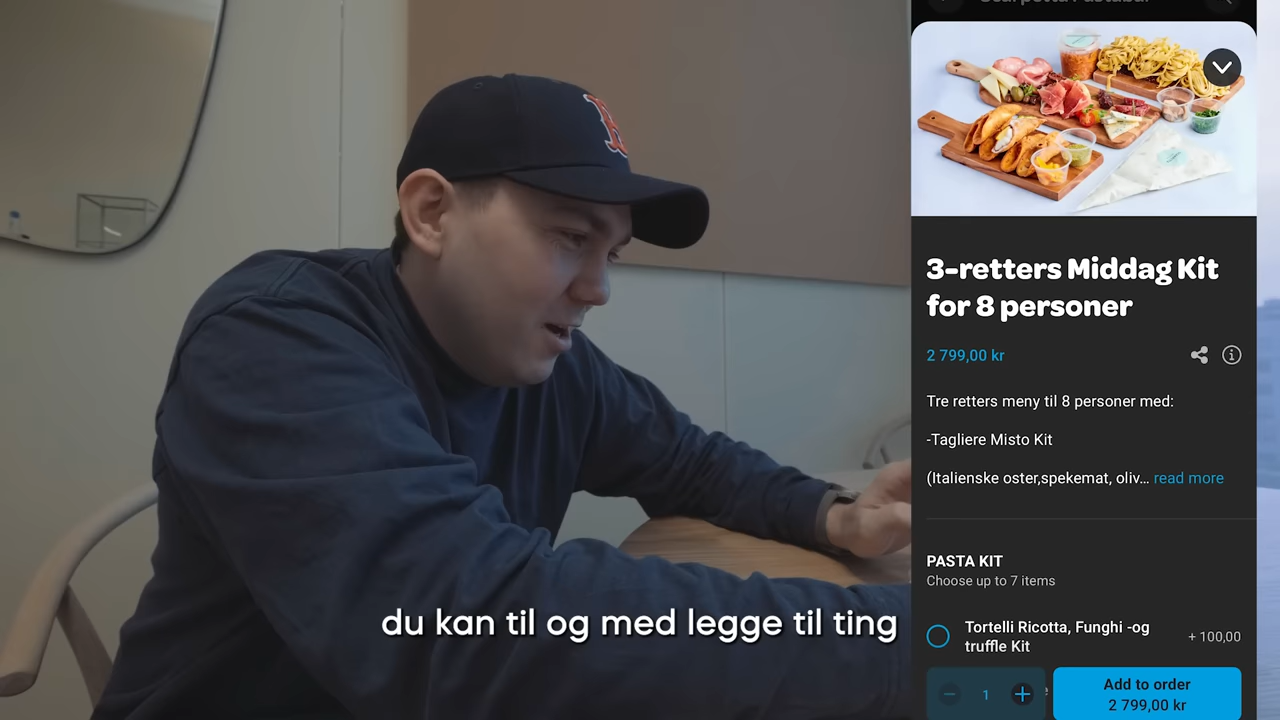 3-retters Middag Kit
for 8 personer
2 799,00 kr
Tre retters meny til 8 personer med:
-Tagliere Misto Kit
(Italienske oster,spekemat, oliv... read more
PASTA KIT
Choose up to 7 items
Tortelli Ricotta, Funghi -og
truffle Kit
+ 100,00
1
Add to order
2 799,00 kr
du kan til og med legge til ting